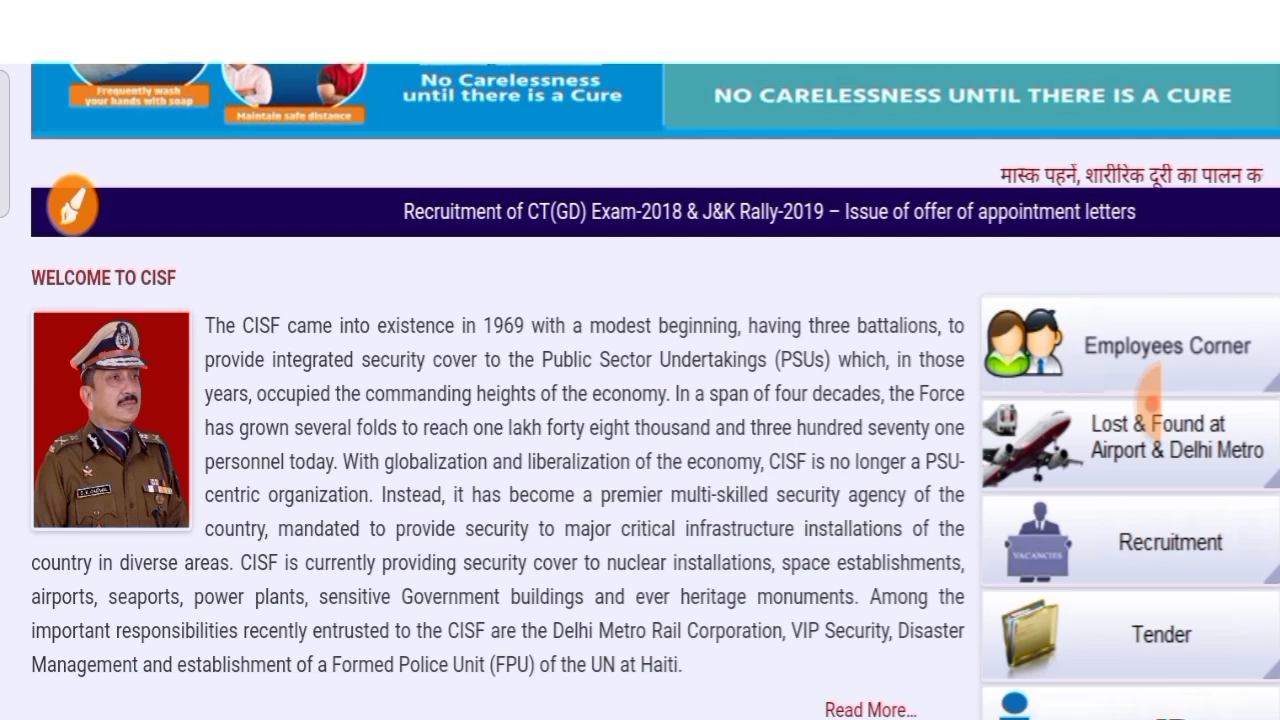 Frequently wash
your hands with soap
Maintain safe distance
No Carelessness
until there is a Cure
NO CARELESSNESS UNTIL THERE IS A CURE
मास्क पहनें, शारीरिक दूरी का पालन क
Recruitment of CT(GD) Exam-2018 & J&K Rally-2019 – Issue of offer of appointment letters
WELCOME TO CISF
The CISF came into existence in 1969 with a modest beginning, having three battalions, to
provide integrated security cover to the Public Sector Undertakings (PSUs) which, in those
years, occupied the commanding heights of the economy. In a span of four decades, the Force
has grown several folds to reach one lakh forty eight thousand and three hundred seventy one
personnel today. With globalization and liberalization of the economy, CISF is no longer a PSU-
centric organization. Instead, it has become a premier multi-skilled security agency of the
country, mandated to provide security to major critical infrastructure installations of the
country in diverse areas. CISF is currently providing security cover to nuclear installations, space establishments,
airports, seaports, power plants, sensitive Government buildings and ever heritage monuments. Among the
important responsibilities recently entrusted to the CISF are the Delhi Metro Rail Corporation, VIP Security, Disaster
Management and establishment of a Formed Police Unit (FPU) of the UN at Haiti.
Read More...
Employees Corner
Lost & Found at
Airport & Delhi Metro
VACANCIES
Recruitment
Tender